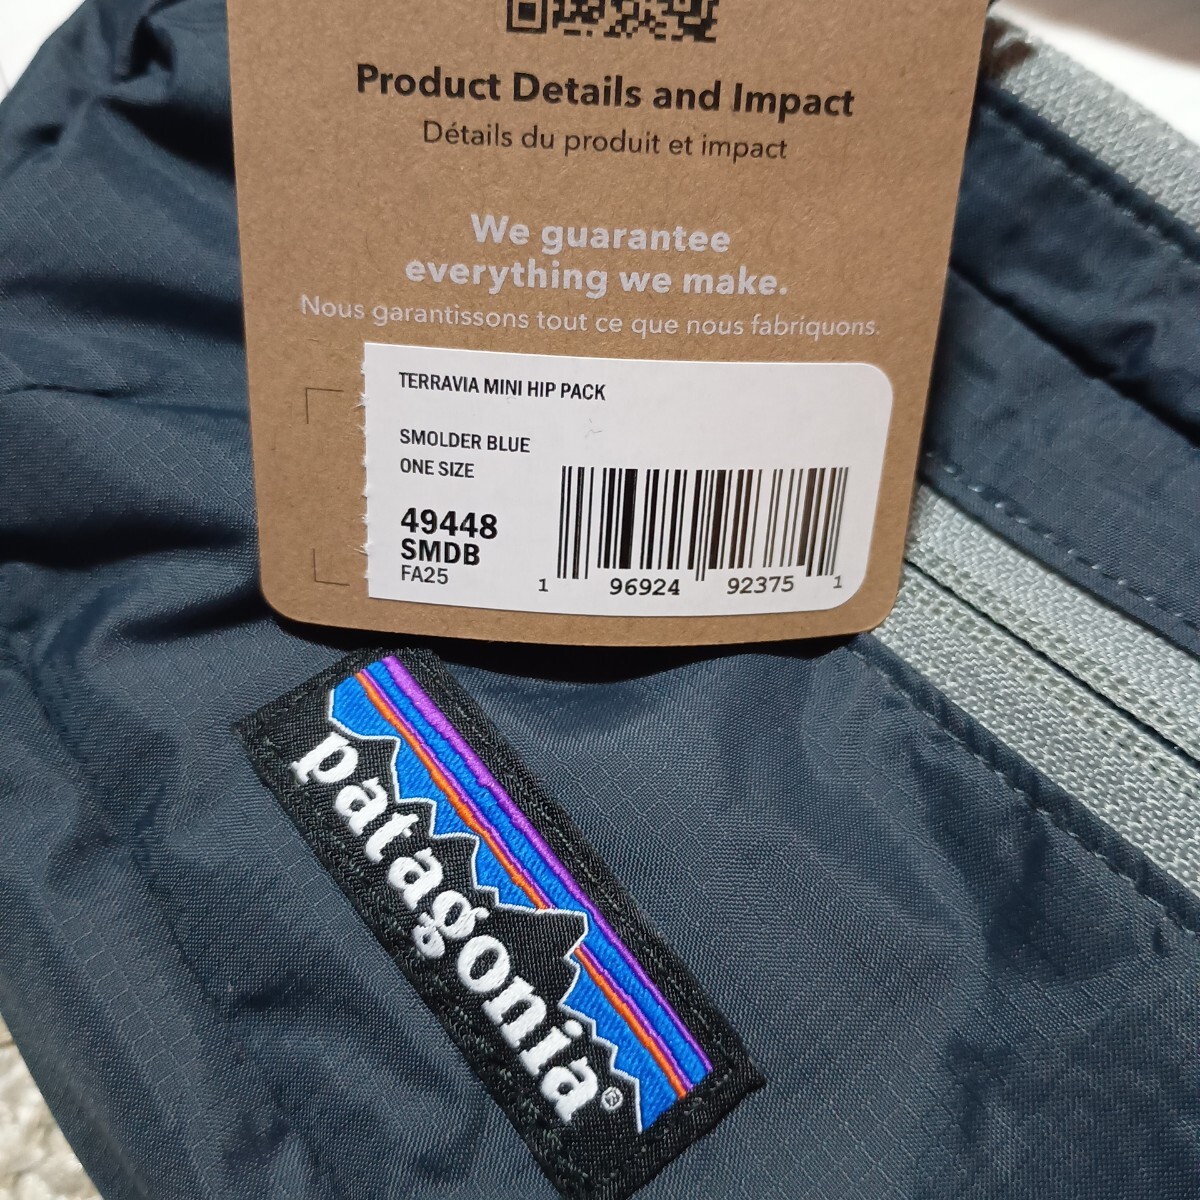 Product Details and Impact
Détails du produit et impact
We guarantee
everything we make.
Nous garantissons tout ce que nous fabriquons.
TERRAVIA MINI HIP PACK
SMOLDER BLUE
ONE SIZE
49448
SMDB
FA25
1 96924 92375 1
patagonia®